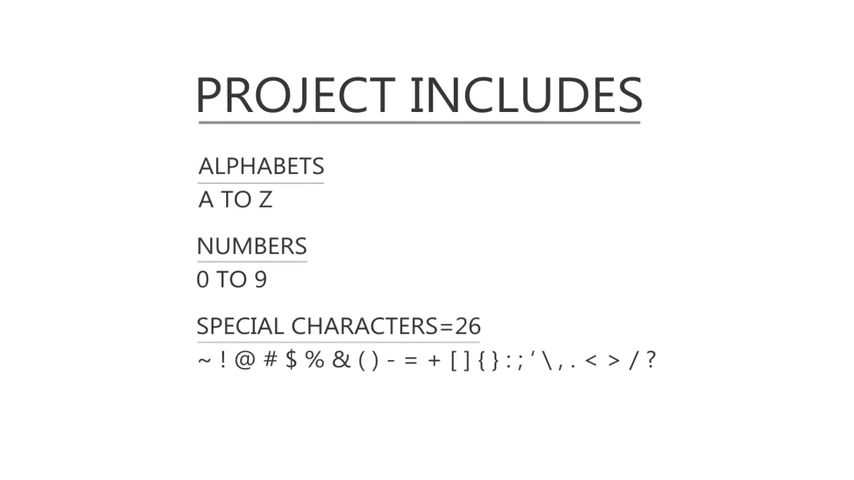 PROJECT INCLUDES
ALPHABETS
A TO Z
NUMBERS
0 TO 9
SPECIAL CHARACTERS=26
~ ! @ # $ % & ( ) - = + [ ] { } : ; ‘ \ , . < > / ?